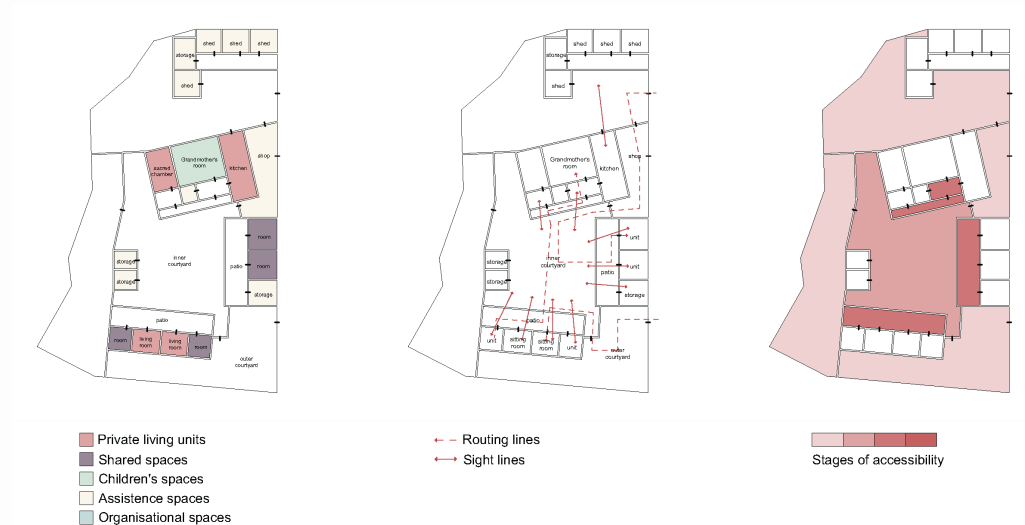 shed
shed
shed
storage
shed
sacred
chamber
Grandmother's
room
kitchen
shop
room
room
patio
storage
storage
storage
inner
courtyard
patio
room
living
room
living
room
room
outer
courtyard
Private living units
Shared spaces
Children's spaces
Assistence spaces
Organisational spaces
shed
shed
shed
storage
shed
Grandmother's
room
kitchen
shop
unit
unit
patio
storage
storage
storage
inner
courtyard
patio
unit
sitting
room
sitting
room
unit
outer
courtyard
Routing lines
Sight lines
Stages of accessibility